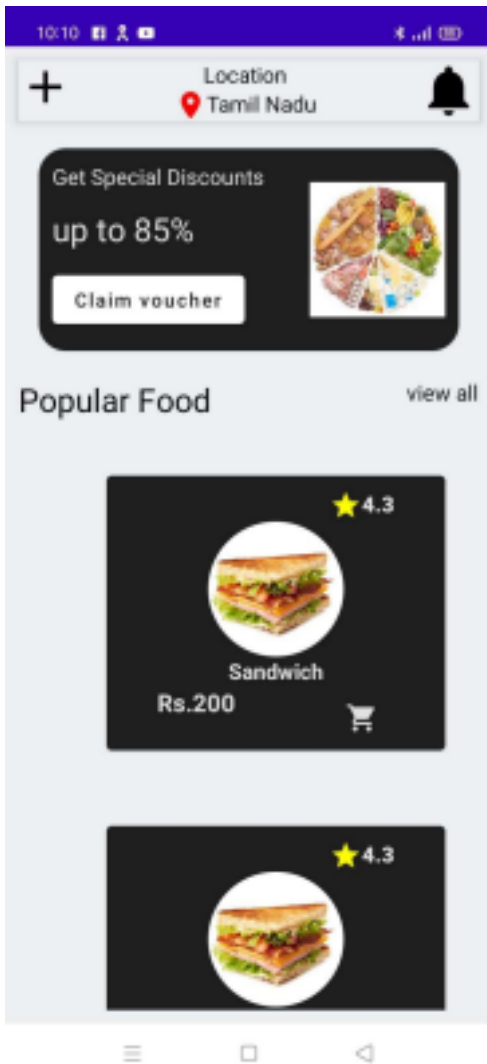 10:10
Location
Tamil Nadu
Get Special Discounts
up to 85%
Claim voucher
Popular Food
view all
4.3
Sandwich
Rs.200
4.3